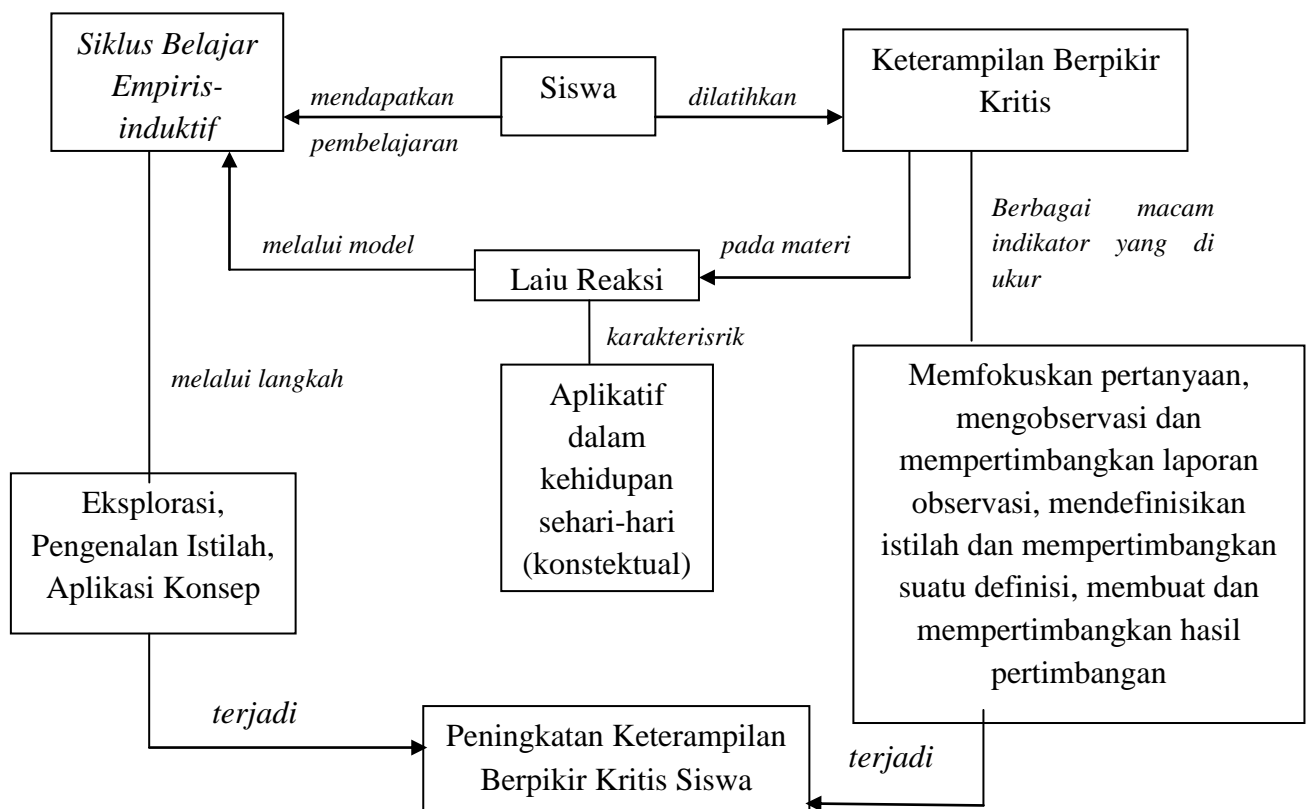 Siklus Belajar
Empiris-
induktif
mendapatkan
pembelajaran
Siswa
dilatihkan
Keterampilan Berpikir
Kritis
melalui model
Laju Reaksi
pada materi
Berbagai macam
indikator yang di
ukur
karakterisrik
melalui langkah
Aplikatif
dalam
kehidupan
sehari-hari
(konstektual)
Memfokuskan pertanyaan,
mengobservasi dan
mempertimbangkan laporan
observasi, mendefinisikan
istilah dan mempertimbangkan
suatu definisi, membuat dan
mempertimbangkan hasil
pertimbangan
Eksplorasi,
Pengenalan Istilah,
Aplikasi Konsep
terjadi
Peningkatan Keterampilan
Berpikir Kritis Siswa
terjadi